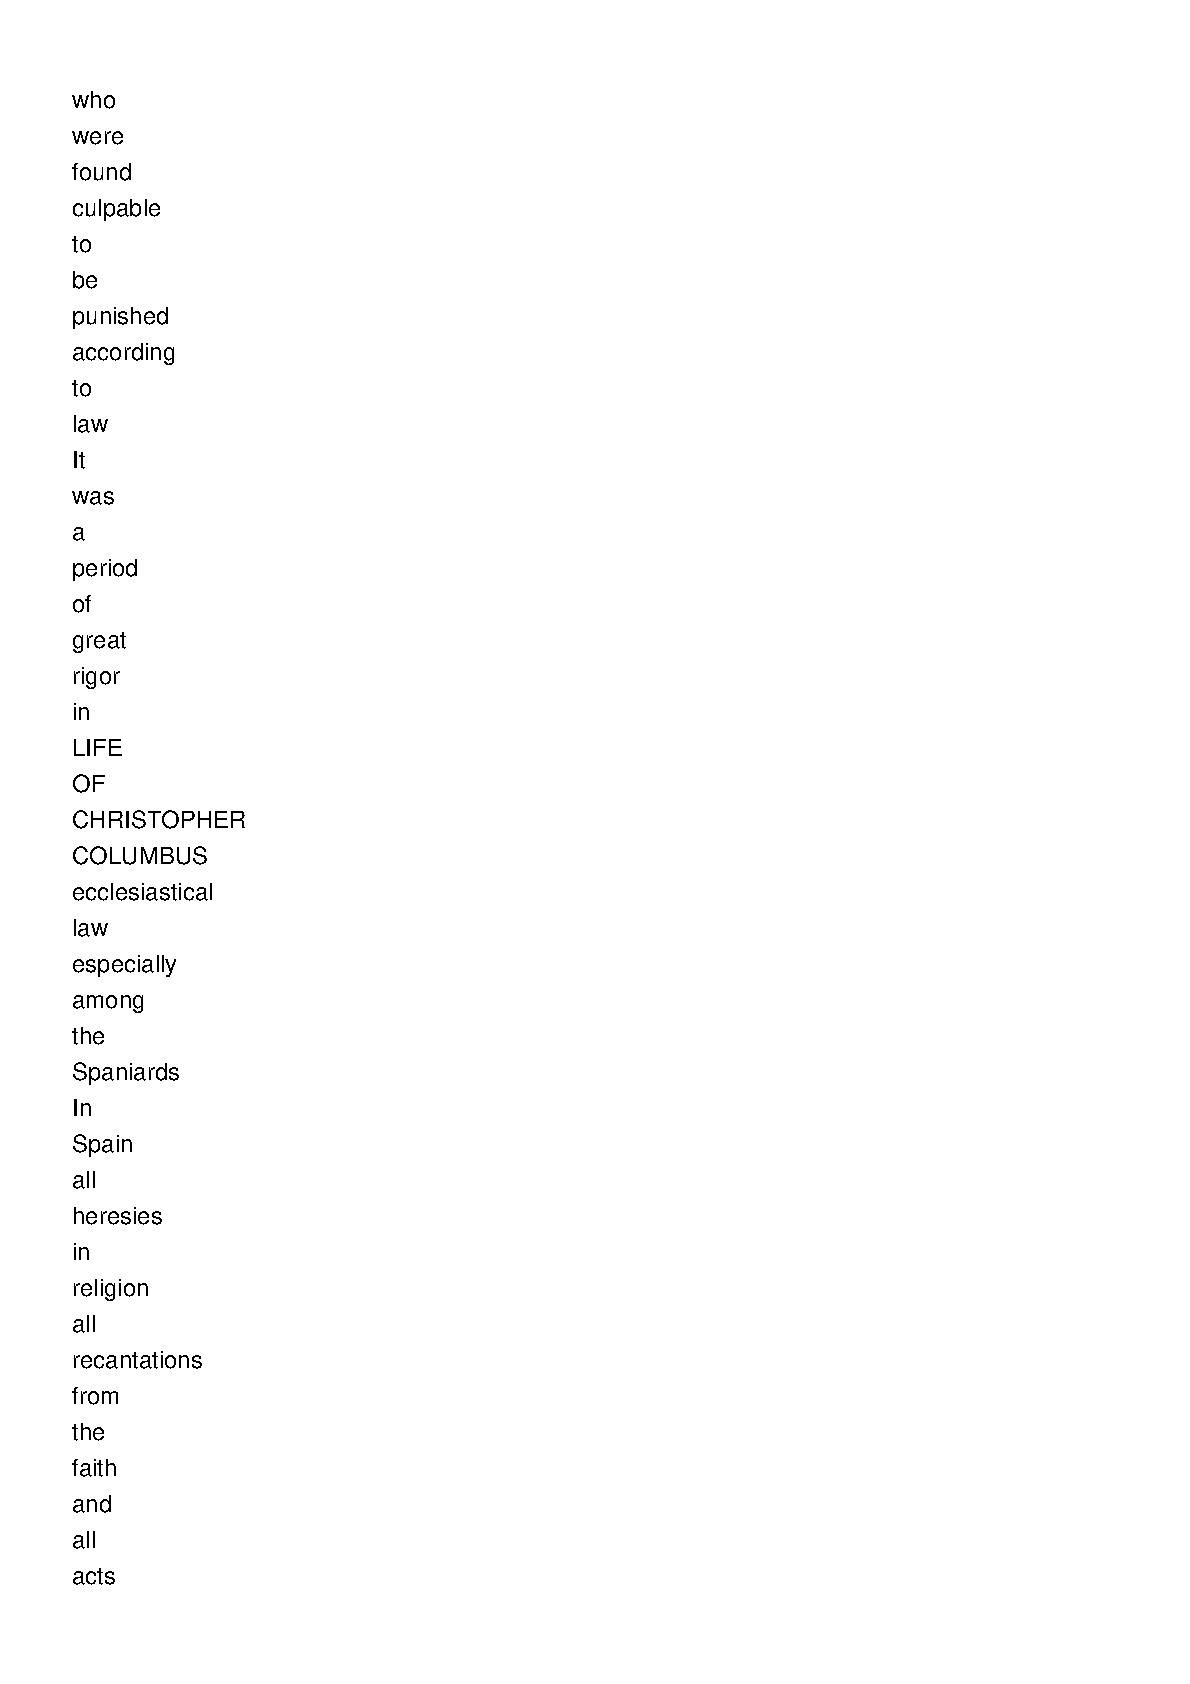 who
were
found
culpable
to
be
punished
according
to
law
It
was
a
period
of
great
rigor
in
LIFE
OF
CHRISTOPHER
COLUMBUS
ecclesiastical
law
especially
among
the
Spaniards
In
Spain
all
heresies
in
religion
all
recantations
from
the
faith
and
all
acts